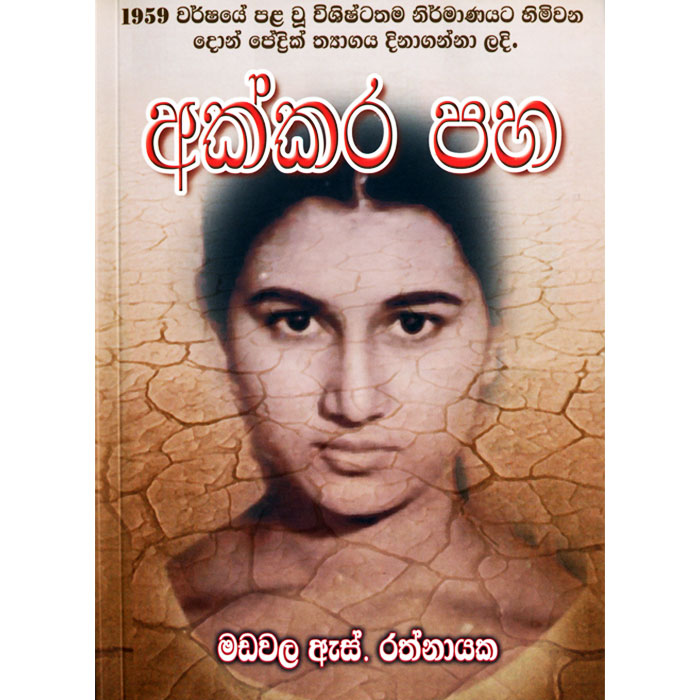 1959 වර්ෂයේ පළ වූ විශිෂ්ටතම නිර්මාණයට හිමිවන
දොන් පේද්‍රික් ත්‍යාගය දිනාගන්නා ලදි.
අක්කර පහ
මඩවල ඇස්. රත්නායක